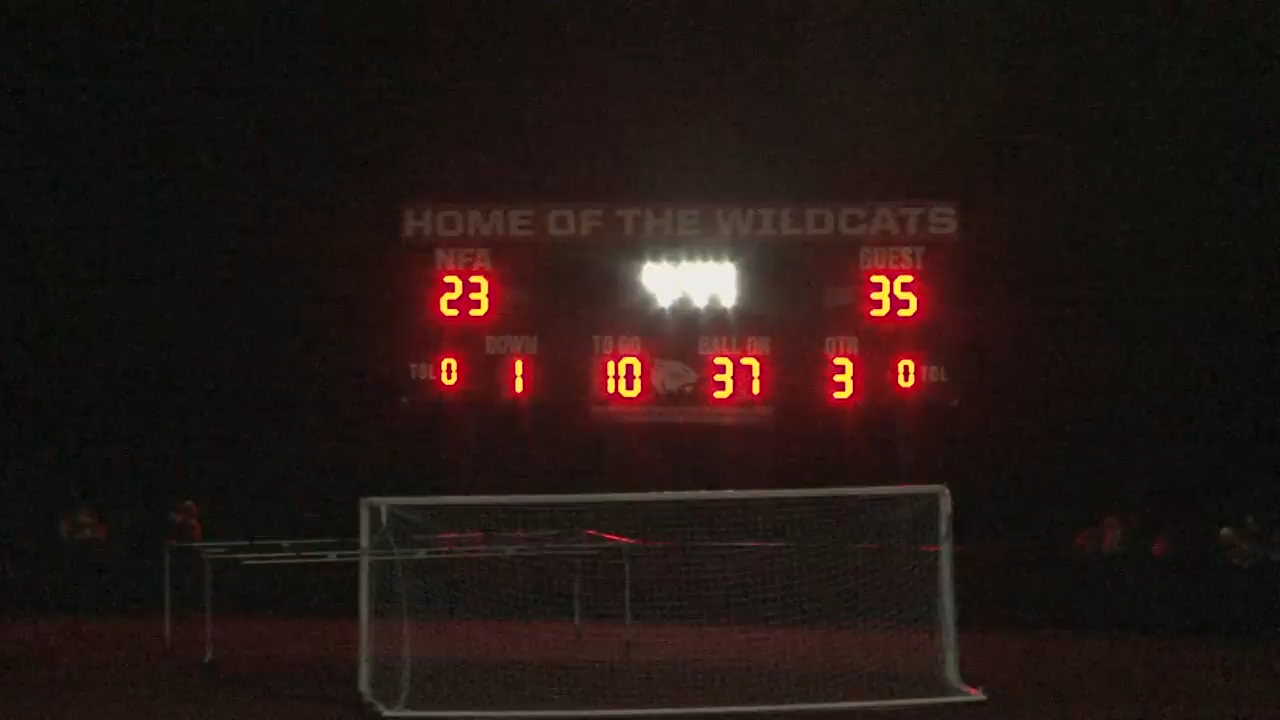 HOME OF THE WILDCATS
NFA GUEST
23 35
DOWN TO GO BALL ON QTR
TOL 0 1 10 37 3 0 TOL